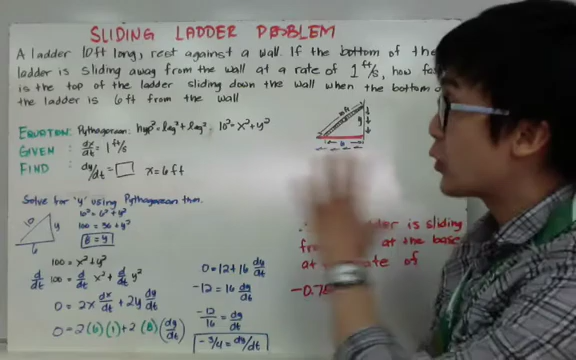 SLIDING LADDER PROBLEM
A ladder 10ft long, rest against a wall. If the bottom of the
ladder is sliding away from the wall at a rate of 1 ft/s, how
is the top of the ladder sliding down the wall when the bottom
the ladder is 6ft from the wall
EQUATION: Pythagorean: hyp² = leg² + leg² : 10² = x² + y²
GIVEN: dx/dt = 1 ft/s
FIND: dy/dt = □ x = 6 ft
10ft
y
6
Solve for 'y' using Pythagorean thm.
10² = 6² + y²
100 = 36 + y²
8 = y
10
y
6
100 = x² + y²
d/dt 100 = d/dt x² + d/dt y²
0 = 2x dx/dt + 2y dy/dt
0 = 2(6)(1) + 2(8)(dy/dt)
0 = 12 + 16 dy/dt
-12 = 16 dy/dt
-12/16 = dy/dt
-3/4 = dy/dt
is sliding
at the base
at rate of
-0.75